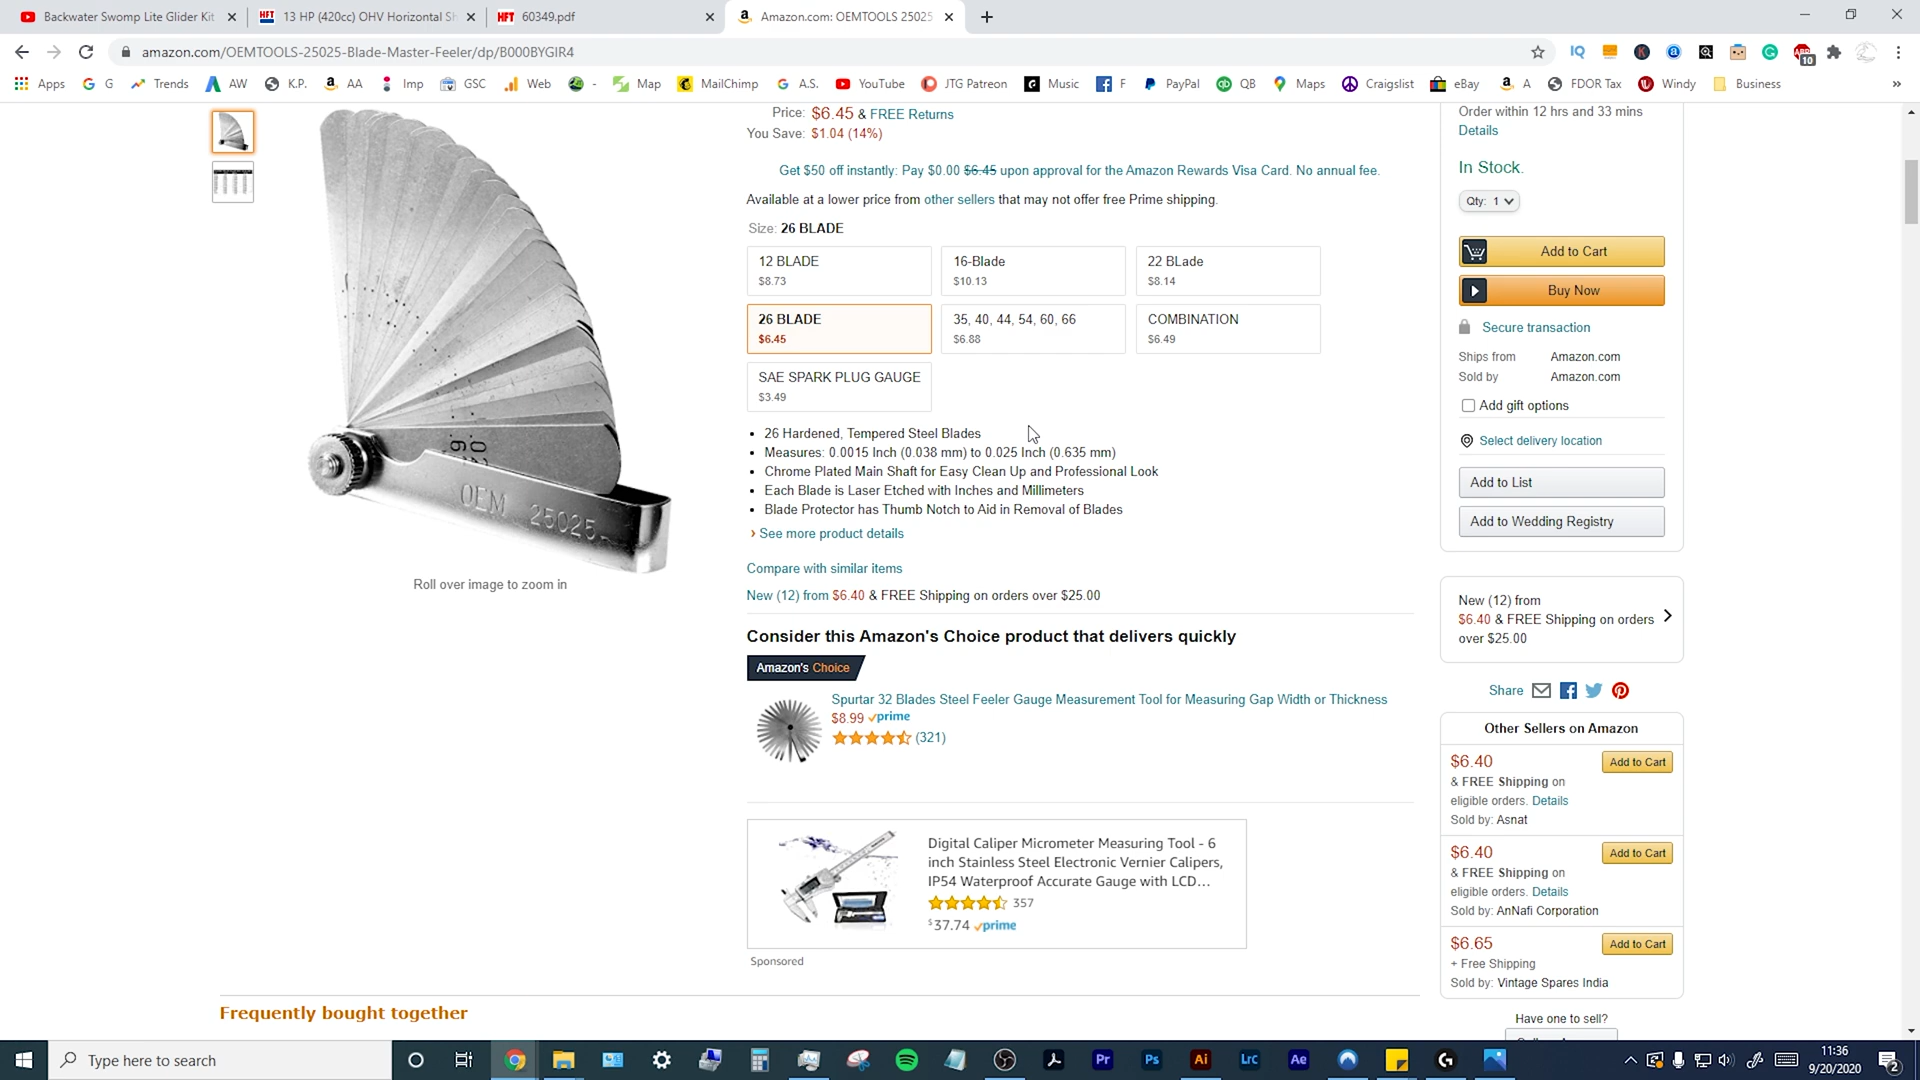 Backwater Swomp Lite Glider Kit
13 HP (420cc) OHV Horizontal Sh
60349.pdf
Amazon.com: OEMTOOLS 25025
amazon.com/OEMTOOLS-25025-Blade-Master-Feeler/dp/B000BYGIR4
Apps G Trends AW K.P. AA Imp GSC Web - Map MailChimp A.S. YouTube JTG Patreon Music F PayPal QB Maps Craigslist eBay A FDOR Tax Windy Business »
Price: $6.45 & FREE Returns
You Save: $1.04 (14%)
Get $50 off instantly: Pay $0.00 $6.45 upon approval for the Amazon Rewards Visa Card. No annual fee.
Available at a lower price from other sellers that may not offer free Prime shipping.
Size: 26 BLADE
12 BLADE
$8.73
16-Blade
$10.13
22 BLade
$8.14
26 BLADE
$6.45
35, 40, 44, 54, 60, 66
$6.88
COMBINATION
$6.49
SAE SPARK PLUG GAUGE
$3.49
• 26 Hardened, Tempered Steel Blades
• Measures: 0.0015 Inch (0.038 mm) to 0.025 Inch (0.635 mm)
• Chrome Plated Main Shaft for Easy Clean Up and Professional Look
• Each Blade is Laser Etched with Inches and Millimeters
• Blade Protector has Thumb Notch to Aid in Removal of Blades
› See more product details
Compare with similar items
New (12) from $6.40 & FREE Shipping on orders over $25.00
OEM 25025
Roll over image to zoom in
Consider this Amazon's Choice product that delivers quickly
Amazon's Choice
Spurtar 32 Blades Steel Feeler Gauge Measurement Tool for Measuring Gap Width or Thickness
$8.99 prime
(321)
Digital Caliper Micrometer Measuring Tool - 6
inch Stainless Steel Electronic Vernier Calipers,
IP54 Waterproof Accurate Gauge with LCD...
357
$37.74 prime
Sponsored
Frequently bought together
Order within 12 hrs and 33 mins
Details
In Stock.
Qty: 1
Add to Cart
Buy Now
Secure transaction
Ships from Amazon.com
Sold by Amazon.com
Add gift options
Select delivery location
Add to List
Add to Wedding Registry
New (12) from
$6.40 & FREE Shipping on orders
over $25.00
Share
Other Sellers on Amazon
$6.40 Add to Cart
& FREE Shipping on
eligible orders. Details
Sold by: Asnat
$6.40 Add to Cart
& FREE Shipping on
eligible orders. Details
Sold by: AnNafi Corporation
$6.65 Add to Cart
+ Free Shipping
Sold by: Vintage Spares India
Have one to sell?
Type here to search
11:36
9/20/2020